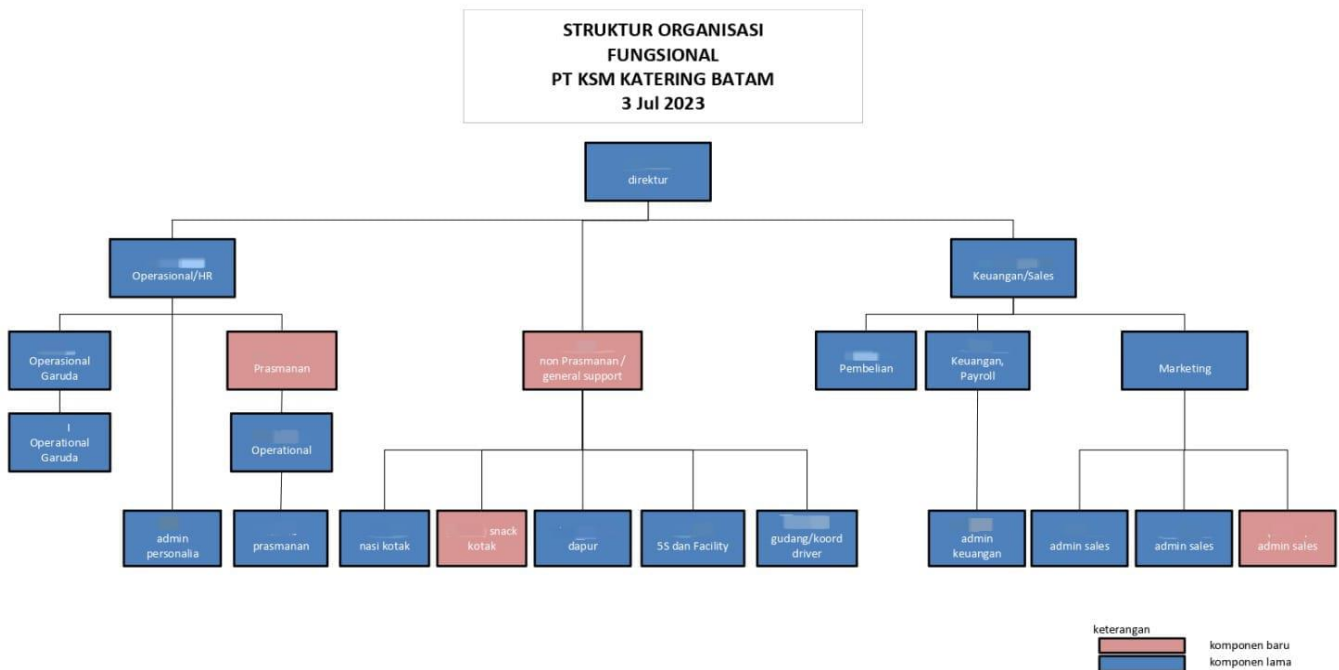 STRUKTUR ORGANISASI
FUNGSIONAL
PT KSM KATERING BATAM
3 Jul 2023
direktur
Operasional/HR
Keuangan/Sales
Operasional
Garuda
Prasmanan
non Prasmanan /
general support
Pembelian
Keuangan,
Payroll
Marketing
I
Operational
Garuda
Operational
admin
personalia
prasmanan
nasi kotak
snack
kotak
dapur
5S dan Facility
gudang/koord
driver
admin
keuangan
admin sales
admin sales
admin sales
keterangan
komponen baru
komponen lama